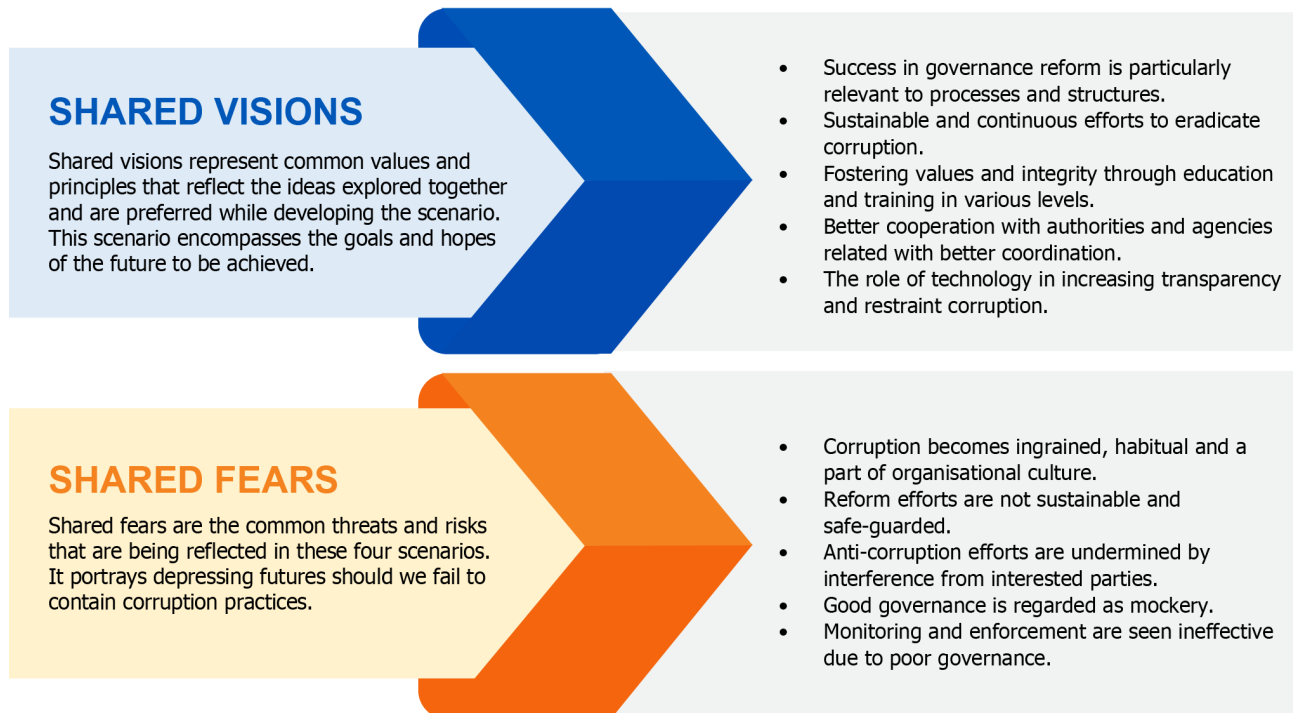 SHARED VISIONS
Shared visions represent common values and
principles that reflect the ideas explored together
and are preferred while developing the scenario.
This scenario encompasses the goals and hopes
of the future to be achieved.
• Success in governance reform is particularly
relevant to processes and structures.
• Sustainable and continuous efforts to eradicate
corruption.
• Fostering values and integrity through education
and training in various levels.
• Better cooperation with authorities and agencies
related with better coordination.
• The role of technology in increasing transparency
and restraint corruption.
SHARED FEARS
Shared fears are the common threats and risks
that are being reflected in these four scenarios.
It portrays depressing futures should we fail to
contain corruption practices.
• Corruption becomes ingrained, habitual and a
part of organisational culture.
• Reform efforts are not sustainable and
safe-guarded.
• Anti-corruption efforts are undermined by
interference from interested parties.
• Good governance is regarded as mockery.
• Monitoring and enforcement are seen ineffective
due to poor governance.